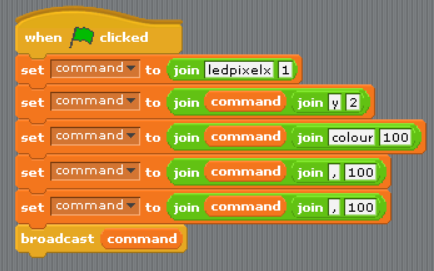 when clicked
set command to join ledpixelx 1
set command to join command join y 2
set command to join command join colour 100
set command to join command join , 100
set command to join command join , 100
broadcast command